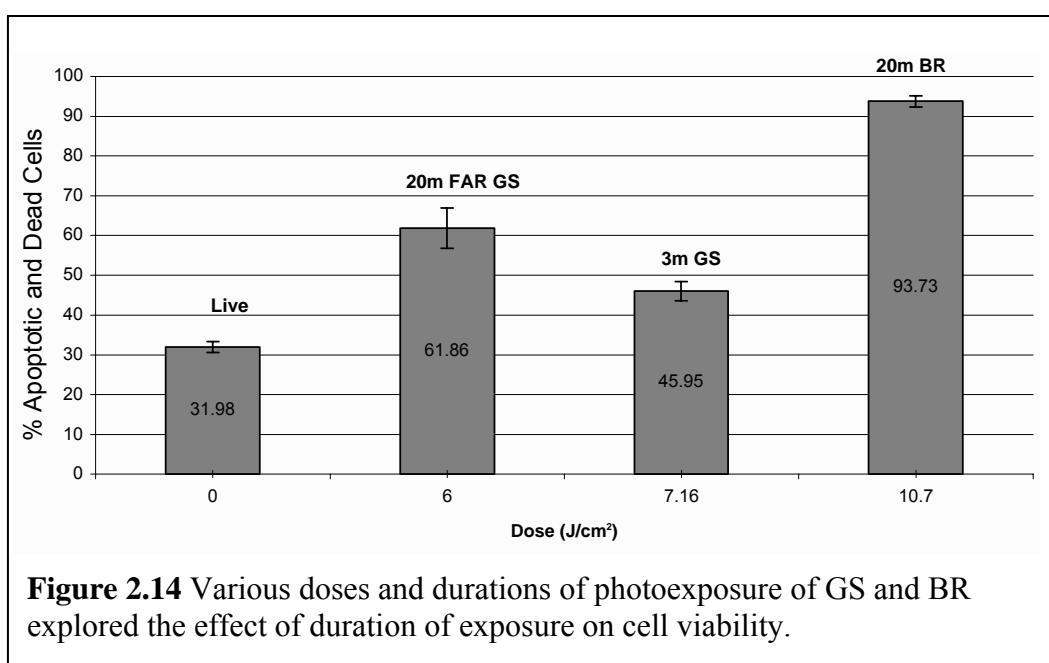 % Apoptotic and Dead Cells
100
90
80
70
60
50
40
30
20
10
0
Live
31.98
20m FAR GS
61.86
3m GS
45.95
20m BR
93.73
0 6 7.16 10.7
Dose (J/cm²)
Figure 2.14 Various doses and durations of photoexposure of GS and BR
explored the effect of duration of exposure on cell viability.